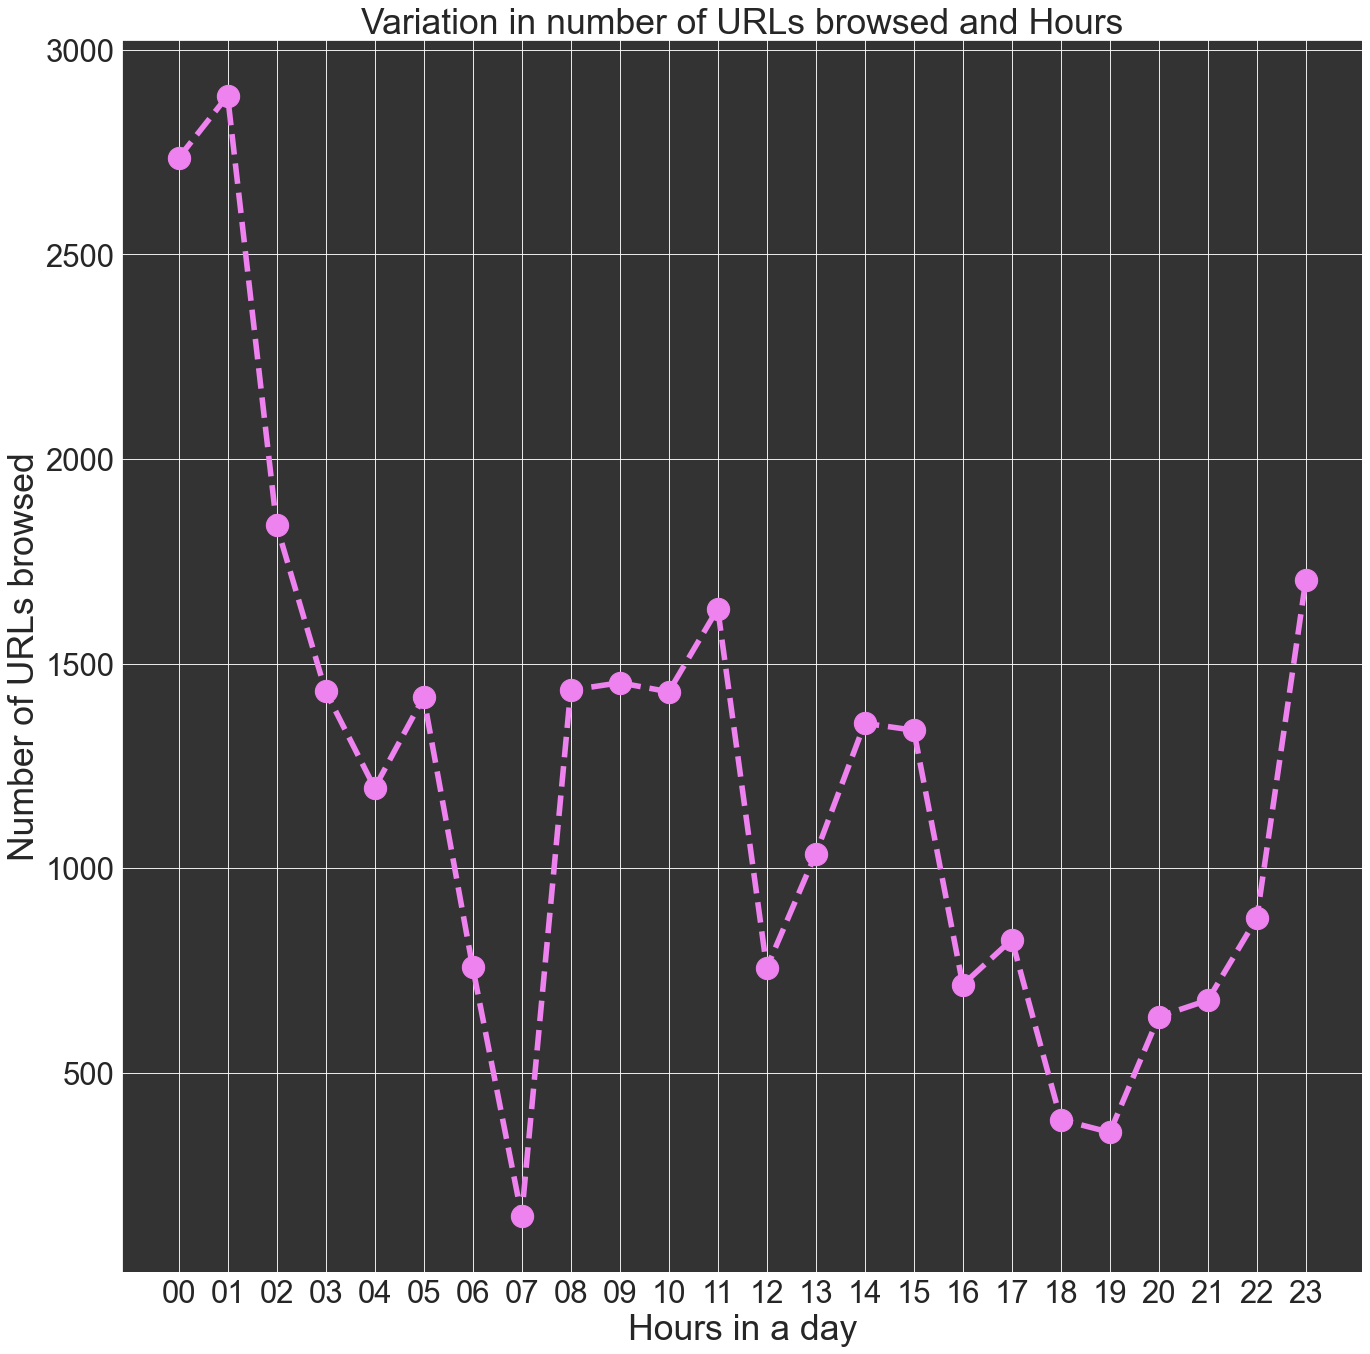 Variation in number of URLs browsed and Hours
Number of URLs browsed
3000
2500
2000
1500
1000
500
00 01 02 03 04 05 06 07 08 09 10 11 12 13 14 15 16 17 18 19 20 21 22 23
Hours in a day